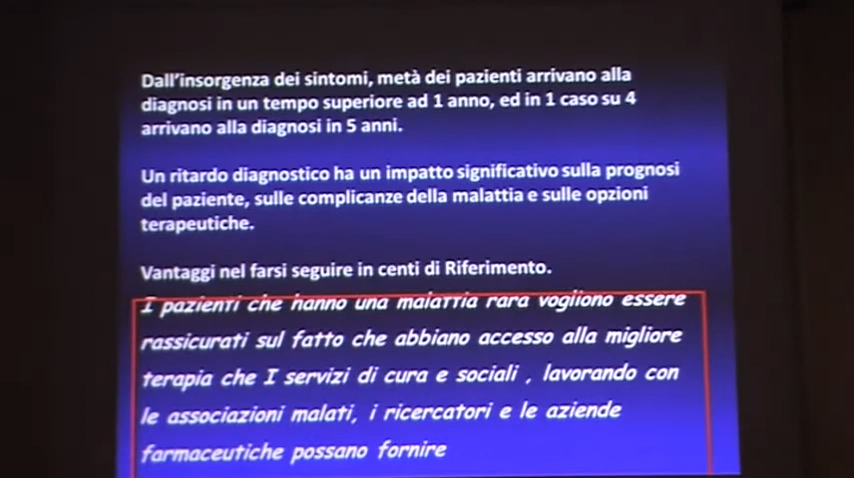 Dall'insorgenza dei sintomi, metà dei pazienti arrivano alla
diagnosi in un tempo superiore ad 1 anno, ed in 1 caso su 4
arrivano alla diagnosi in 5 anni.
Un ritardo diagnostico ha un impatto significativo sulla prognosi
del paziente, sulle complicanze della malattia e sulle opzioni
terapeutiche.
Vantaggi nel farsi seguire in centi di Riferimento.
I pazienti che hanno una malattia rara vogliono essere
rassicurati sul fatto che abbiano accesso alla migliore
terapia che I servizi di cura e sociali , lavorando con
le associazioni malati, i ricercatori e le aziende
farmaceutiche possano fornire